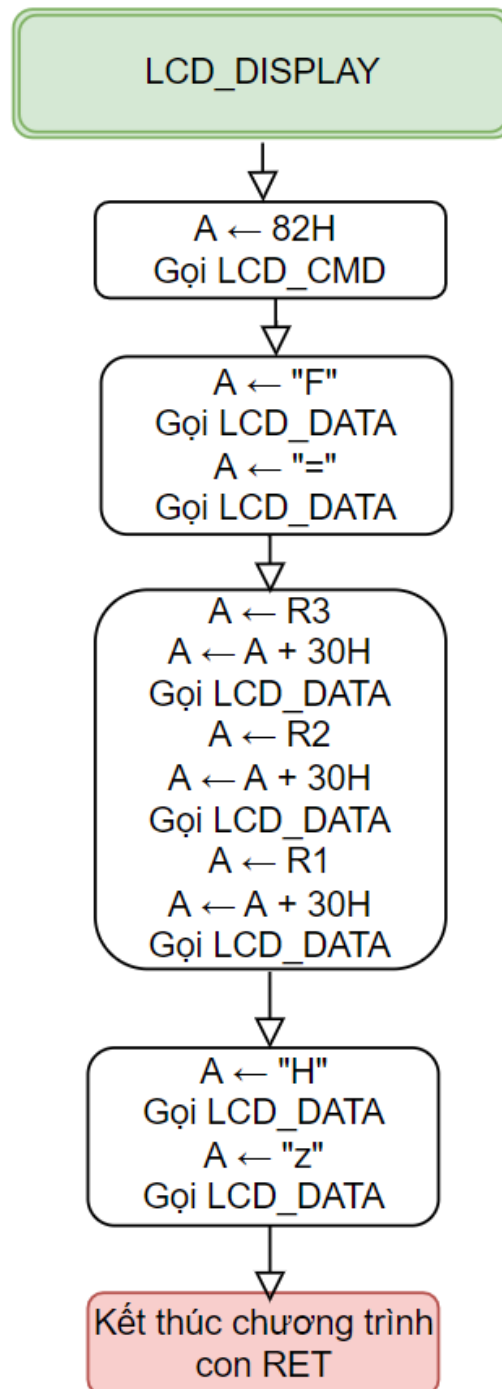 LCD_DISPLAY
A ← 82H
Gọi LCD_CMD
A ← "F"
Gọi LCD_DATA
A ← "="
Gọi LCD_DATA
A ← R3
A ← A + 30H
Gọi LCD_DATA
A ← R2
A ← A + 30H
Gọi LCD_DATA
A ← R1
A ← A + 30H
Gọi LCD_DATA
A ← "H"
Gọi LCD_DATA
A ← "z"
Gọi LCD_DATA
Kết thúc chương trình
con RET